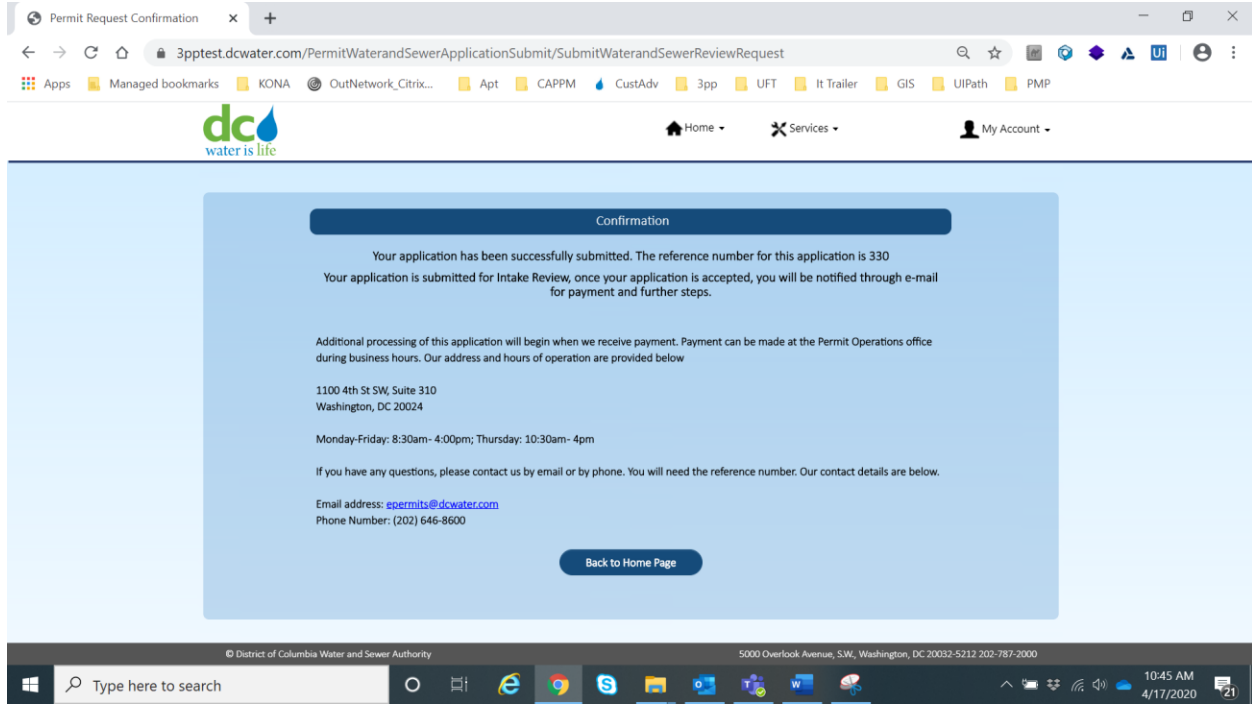 Permit Request Confirmation
3pptest.dcwater.com/PermitWaterandSewerApplicationSubmit/SubmitWaterandSewerReviewRequest
Apps Managed bookmarks KONA OutNetwork_Citrix... Apt CAPPM CustAdv 3pp UFT It Trailer GIS UIPath PMP
dc
water is life
Home Services My Account
Confirmation
Your application has been successfully submitted. The reference number for this application is 330
Your application is submitted for Intake Review, once your application is accepted, you will be notified through e-mail
for payment and further steps.
Additional processing of this application will begin when we receive payment. Payment can be made at the Permit Operations office
during business hours. Our address and hours of operation are provided below
1100 4th St SW, Suite 310
Washington, DC 20024
Monday-Friday: 8:30am- 4:00pm; Thursday: 10:30am- 4pm
If you have any questions, please contact us by email or by phone. You will need the reference number. Our contact details are below.
Email address: epermits@dcwater.com
Phone Number: (202) 646-8600
Back to Home Page
© District of Columbia Water and Sewer Authority 5000 Overlook Avenue, S.W., Washington, DC 20032-5212 202-787-2000
Type here to search
10:45 AM
4/17/2020
21